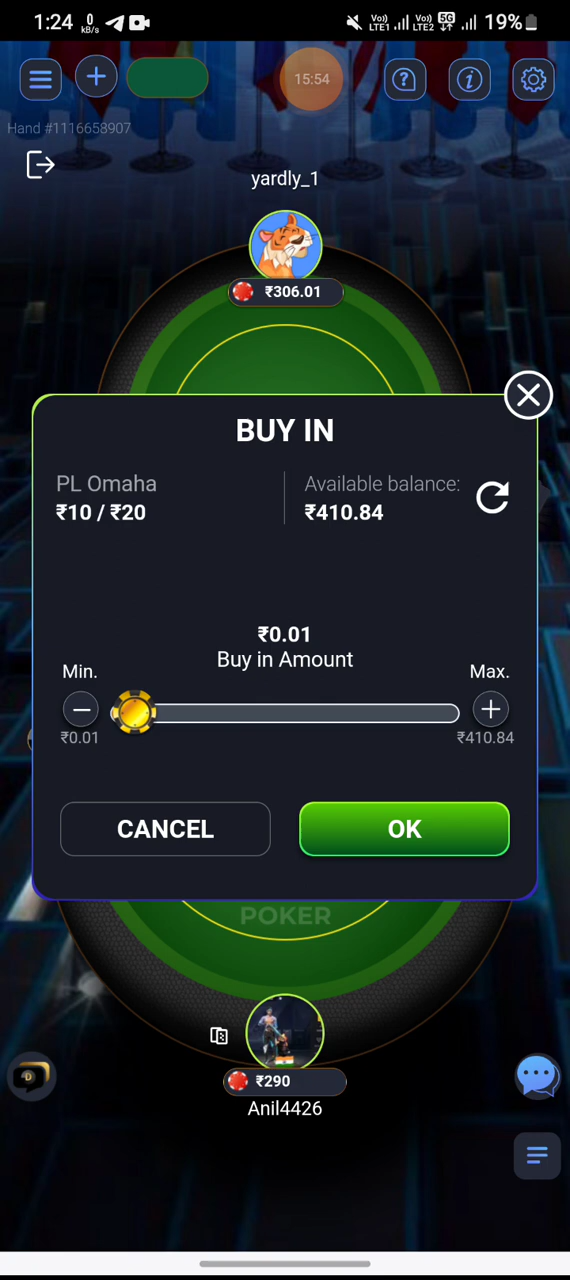 1:24 0 kB/s Vo) LTE1 Vo) LTE2 5G 19%
15:54
Hand #1116658907
yardly_1
₹306.01
BUY IN
PL Omaha
₹10 / ₹20
Available balance:
₹410.84
₹0.01
Buy in Amount
Min.
Max.
₹0.01
₹410.84
CANCEL
OK
POKER
D
₹290
Anil4426